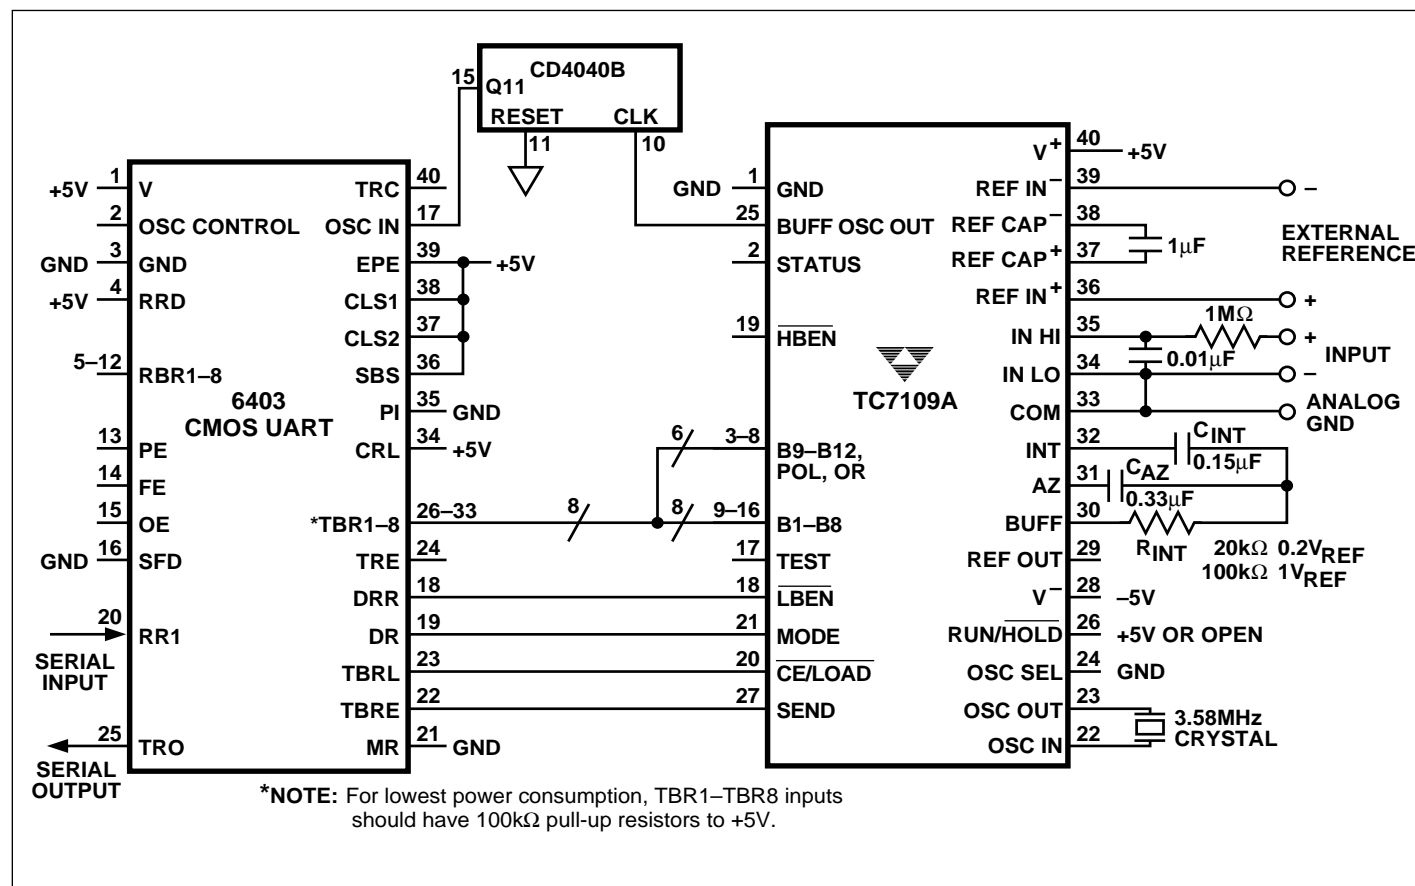 CD4040B
15
Q11
RESET
CLK
11
10
+5V
1
V
2
OSC CONTROL
GND
3
GND
+5V
4
RRD
5–12
RBR1–8
6403
CMOS UART
13
PE
14
FE
15
OE
GND
16
SFD
20
RR1
SERIAL
INPUT
25
TRO
SERIAL
OUTPUT
TRC
40
OSC IN
17
EPE
39
+5V
CLS1
38
CLS2
37
SBS
36
PI
35
GND
CRL
34
+5V
*TBR1–8
26–33
8
6
8
TRE
24
DRR
18
DR
19
TBRL
23
TBRE
22
MR
21
GND
GND
1
GND
25
BUFF OSC OUT
2
STATUS
19
HBEN
TC7109A
3–8
B9–B12,
POL, OR
9–16
B1–B8
17
TEST
18
LBEN
21
MODE
20
CE/LOAD
27
SEND
V+
40
+5V
REF IN–
39
–
REF CAP–
38
1µF
REF CAP+
37
EXTERNAL
REFERENCE
REF IN+
36
+
IN HI
35
1MΩ
+
0.01µF
INPUT
IN LO
34
–
COM
33
ANALOG
GND
INT
32
CINT
0.15µF
AZ
31
CAZ
0.33µF
BUFF
30
RINT
20kΩ 0.2VREF
100kΩ 1VREF
REF OUT
29
V–
28
–5V
RUN/HOLD
26
+5V OR OPEN
OSC SEL
24
GND
OSC OUT
23
3.58MHz
CRYSTAL
OSC IN
22
*NOTE: For lowest power consumption, TBR1–TBR8 inputs
should have 100kΩ pull-up resistors to +5V.